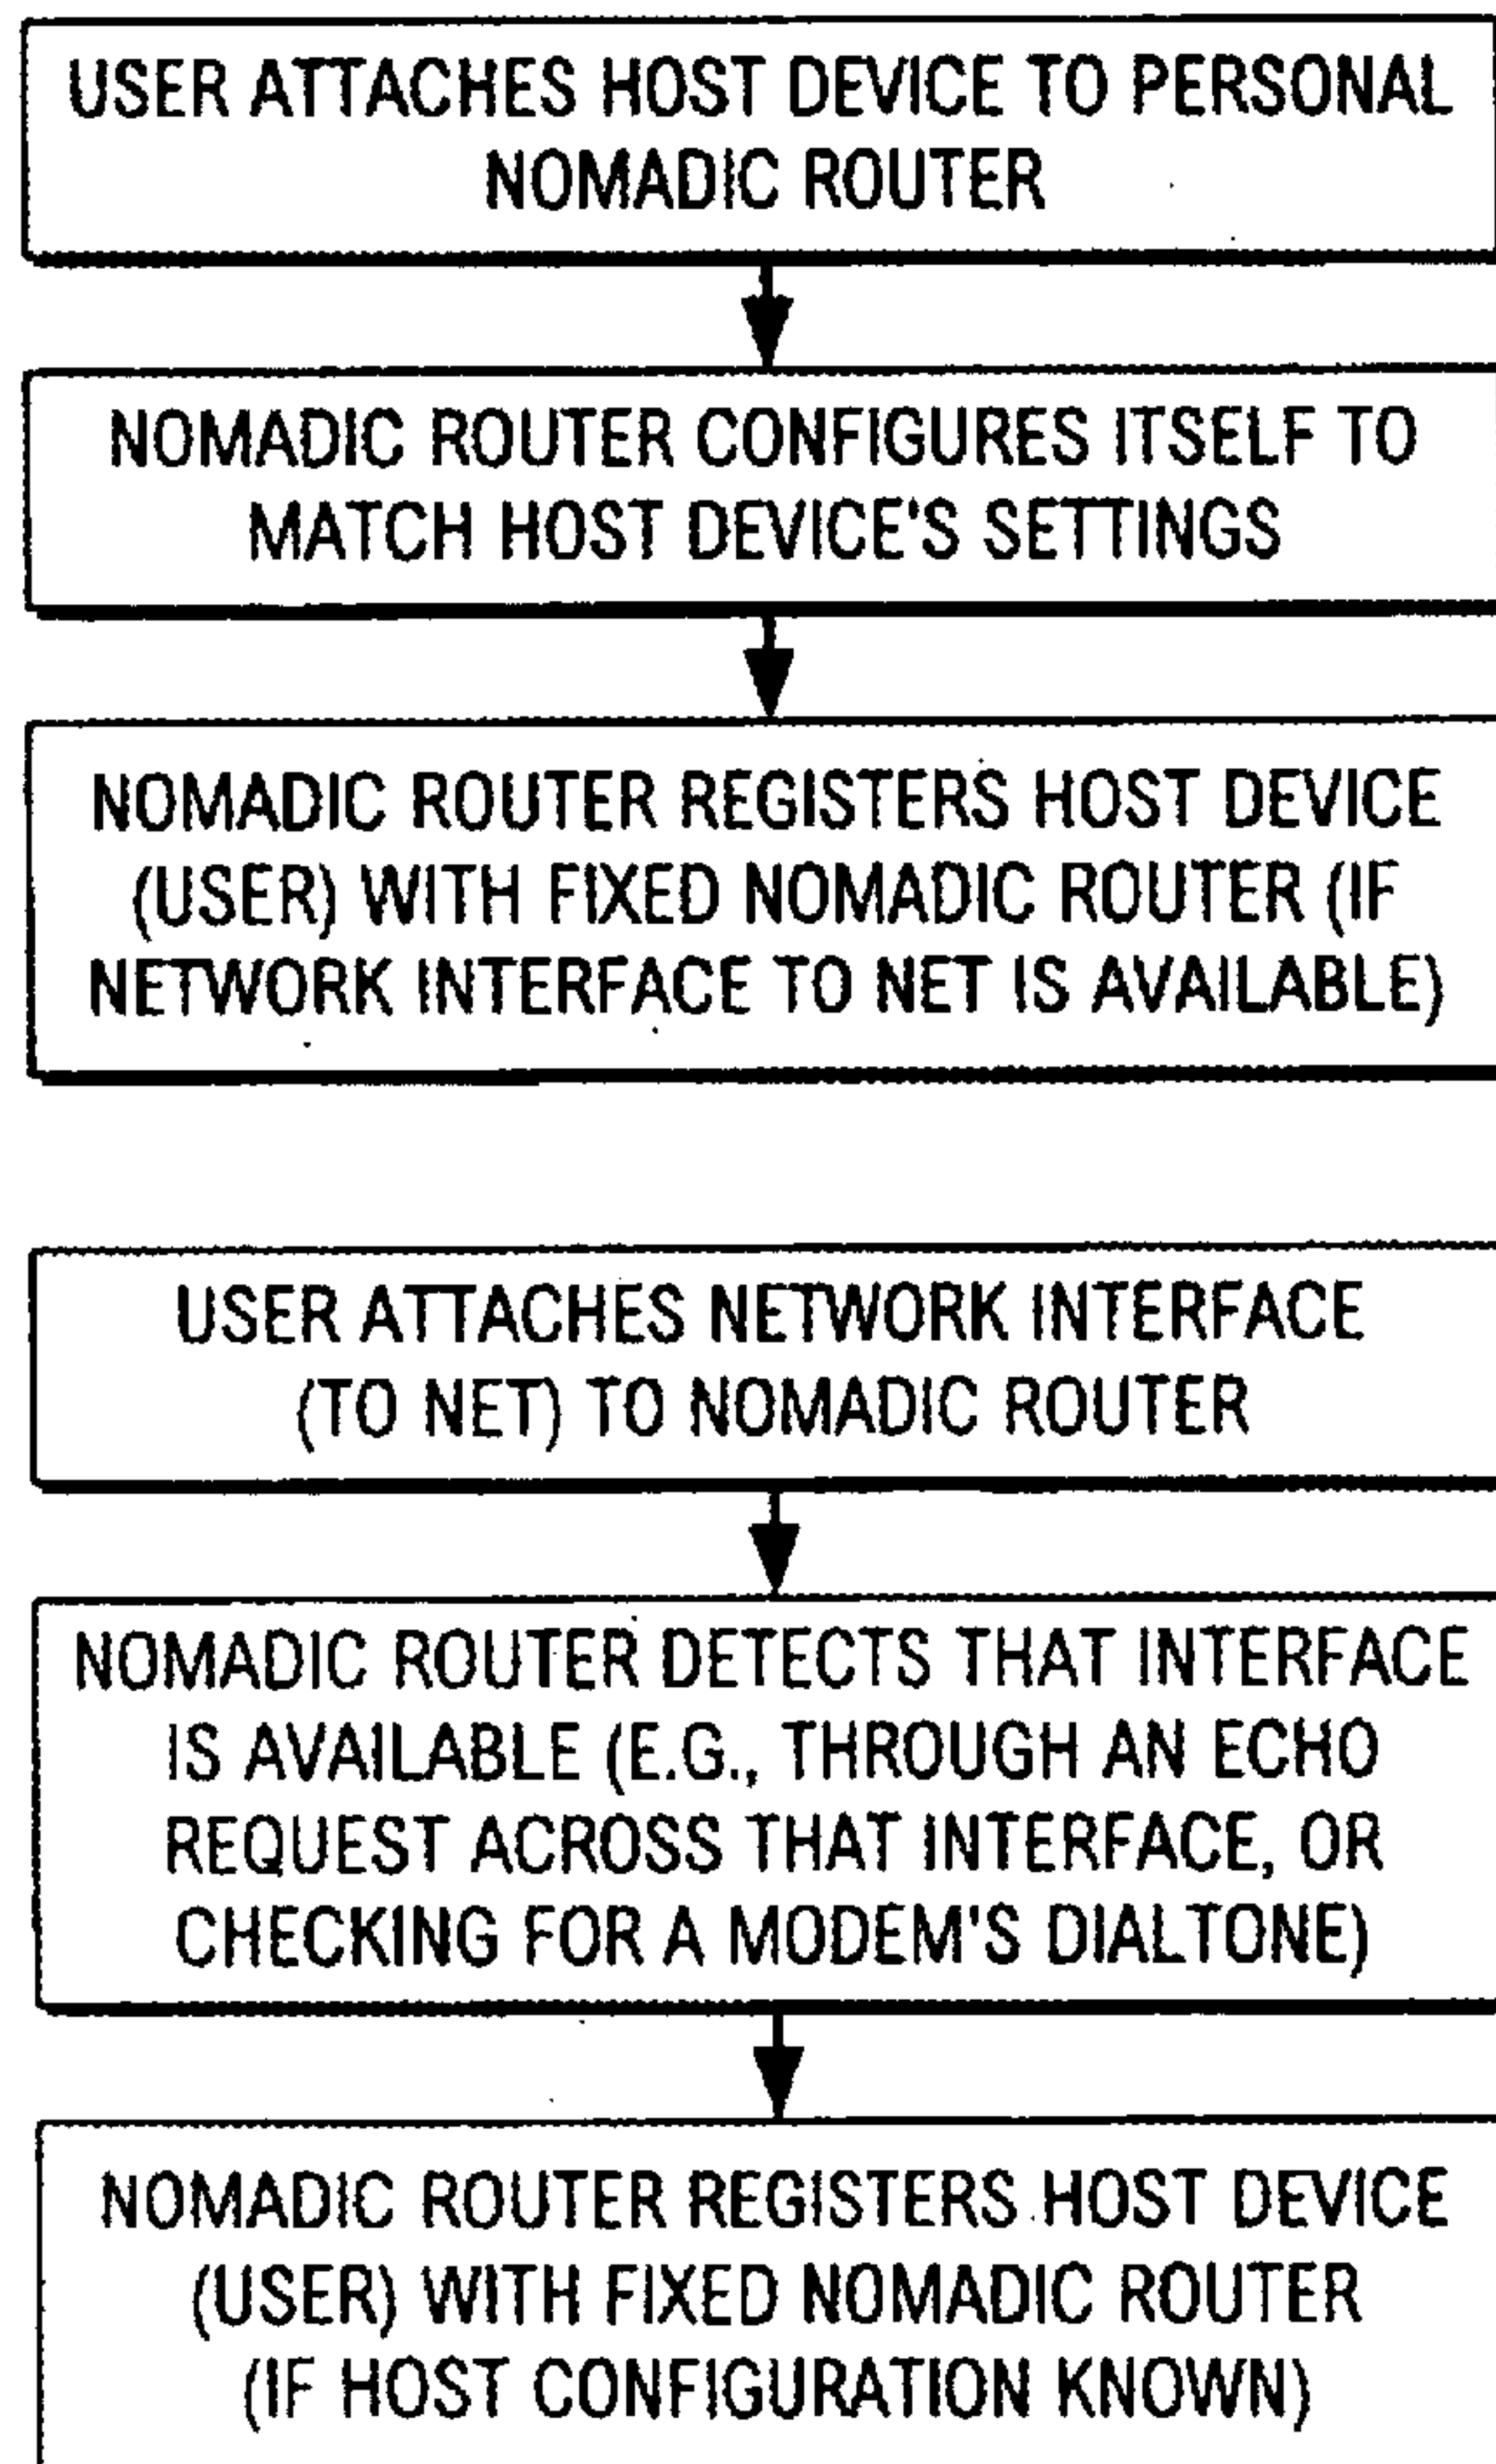 USER ATTACHES HOST DEVICE TO PERSONAL
NOMADIC ROUTER
NOMADIC ROUTER CONFIGURES ITSELF TO
MATCH HOST DEVICE'S SETTINGS
NOMADIC ROUTER REGISTERS HOST DEVICE
(USER) WITH FIXED NOMADIC ROUTER (IF
NETWORK INTERFACE TO NET IS AVAILABLE)
USER ATTACHES NETWORK INTERFACE
(TO NET) TO NOMADIC ROUTER
NOMADIC ROUTER DETECTS THAT INTERFACE
IS AVAILABLE (E.G., THROUGH AN ECHO
REQUEST ACROSS THAT INTERFACE, OR
CHECKING FOR A MODEM'S DIALTONE)
NOMADIC ROUTER REGISTERS HOST DEVICE
(USER) WITH FIXED NOMADIC ROUTER
(IF HOST CONFIGURATION KNOWN)